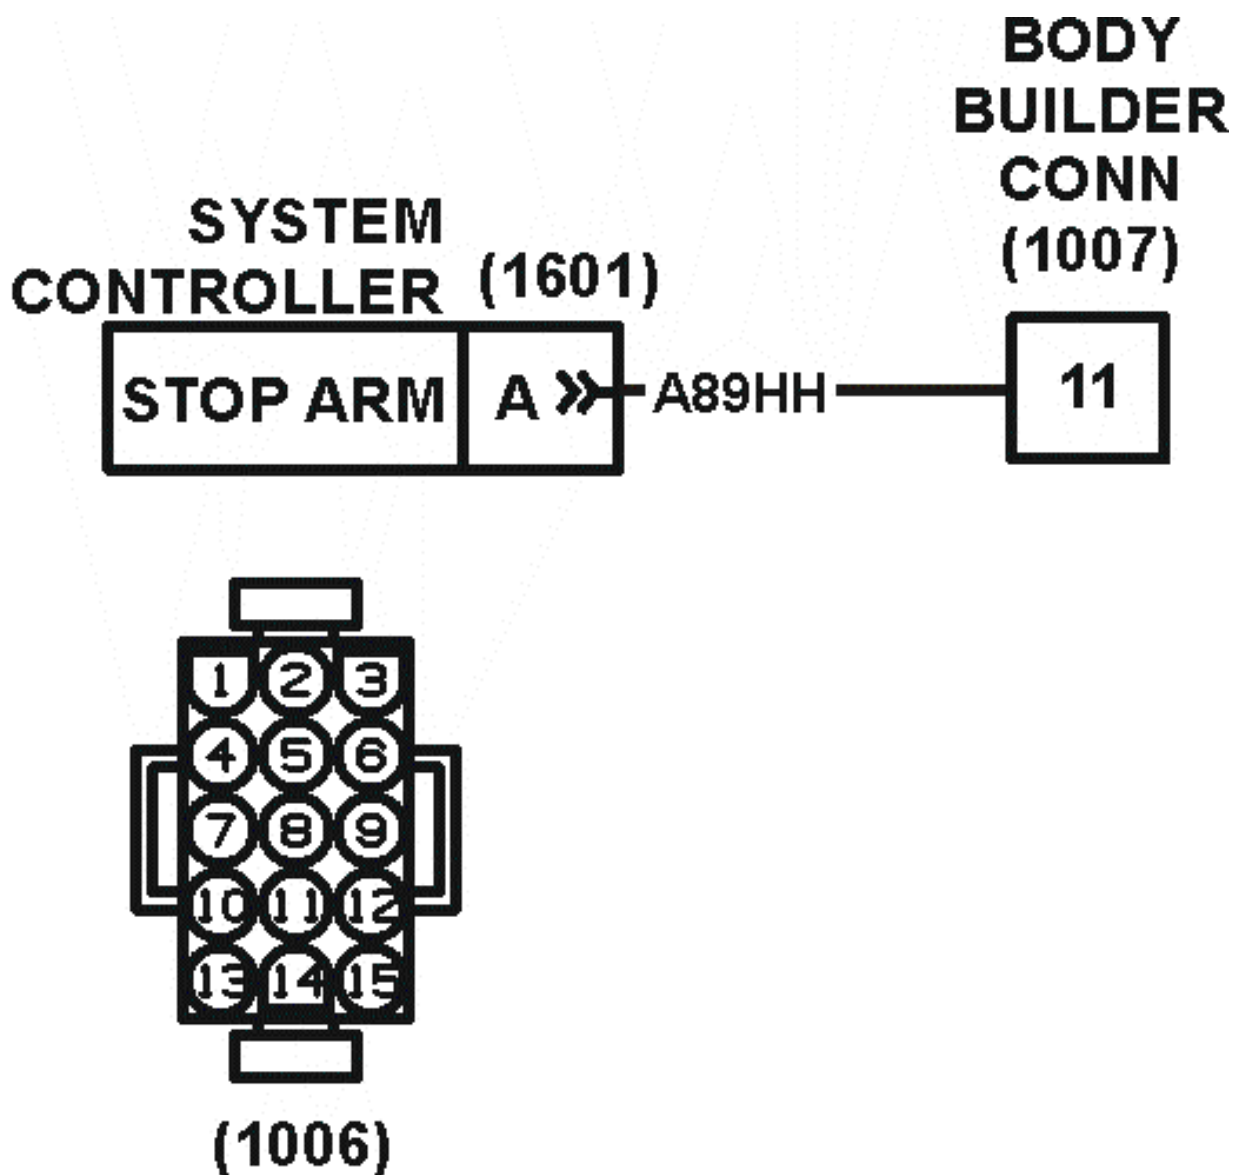 BODY
BUILDER
CONN
(1007)
SYSTEM
CONTROLLER
(1601)
STOP ARM
A
A89HH
11
1 2 3
4 5 6
7 8 9
10 11 12
13 14 15
(1006)